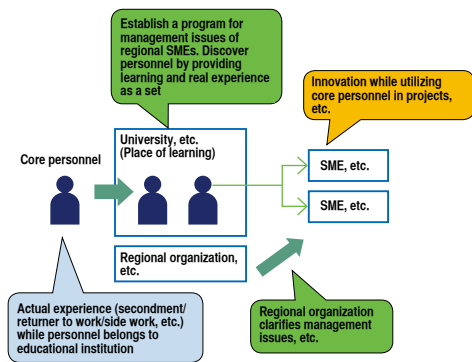 Establish a program for
management issues of
regional SMEs. Discover
personnel by providing
learning and real experience
as a set
Innovation while utilizing
core personnel in projects,
etc.
University, etc.
(Place of learning)
Core personnel
SME, etc.
SME, etc.
Regional organization,
etc.
Actual experience (secondment/
returner to work/side work, etc.)
while personnel belongs to
educational institution
Regional organization
clarifies management
issues, etc.